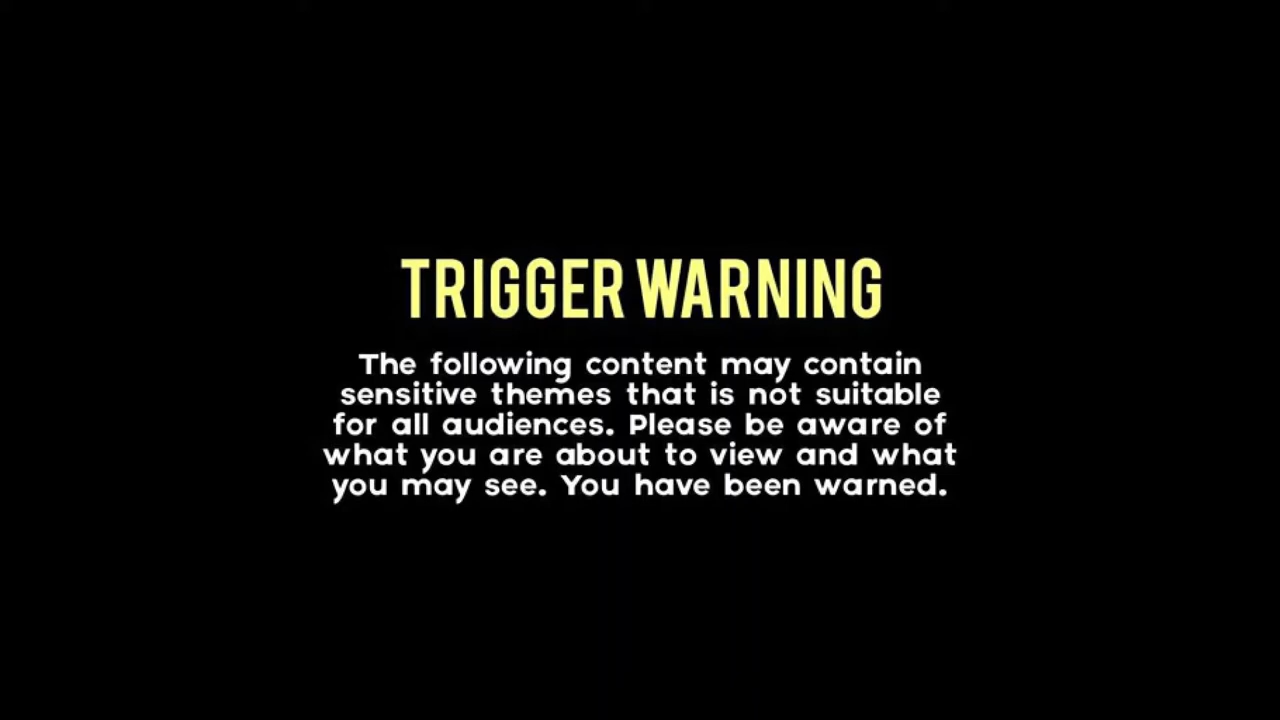 TRIGGER WARNING
The following content may contain
sensitive themes that is not suitable
for all audiences. Please be aware of
what you are about to view and what
you may see. You have been warned.